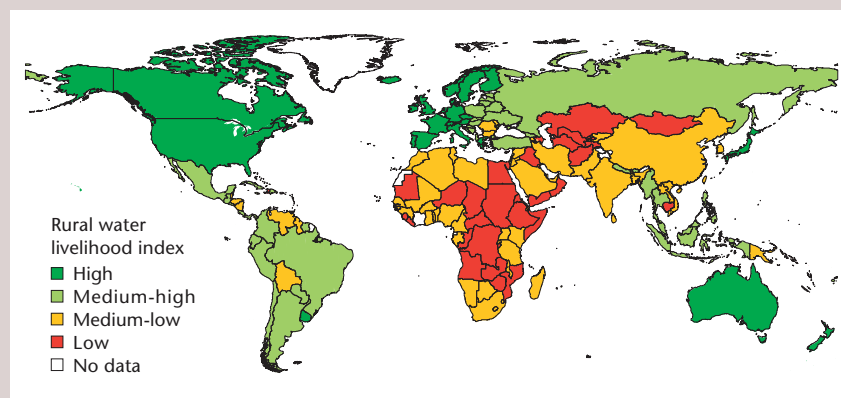 Rural water
livelihood index
High
Medium-high
Medium-low
Low
No data